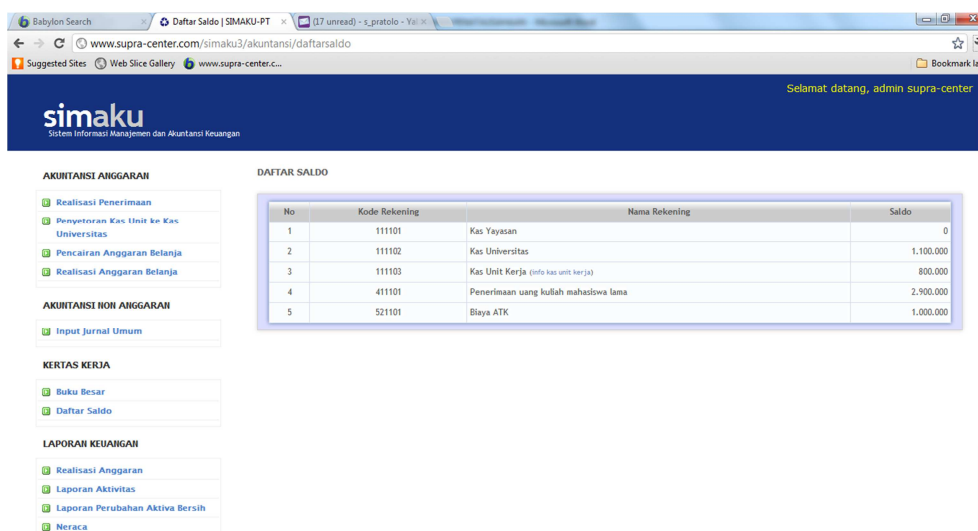 Babylon Search
Daftar Saldo | SIMAKU-PT
(17 unread) - s_pratolo - Ya
www.supra-center.com/simaku3/akuntansi/daftarsaldo
Suggested Sites Web Slice Gallery www.supra-center.c... Bookmark la
Selamat datang, admin supra-center
simaku
Sistem Informasi Manajemen dan Akuntansi Keuangan
AKUNTANSI ANGGARAN
Realisasi Penerimaan
Penyetoran Kas Unit ke Kas
Universitas
Pencairan Anggaran Belanja
Realisasi Anggaran Belanja
AKUNTANSI NON ANGGARAN
Input Jurnal Umum
KERTAS KERJA
Buku Besar
Daftar Saldo
LAPORAN KEUANGAN
Realisasi Anggaran
Laporan Aktivitas
Laporan Perubahan Aktiva Bersih
Neraca
DAFTAR SALDO
No Kode Rekening Nama Rekening Saldo
1 111101 Kas Yayasan 0
2 111102 Kas Universitas 1.100.000
3 111103 Kas Unit Kerja (info kas unit kerja) 800.000
4 411101 Penerimaan uang kuliah mahasiswa lama 2.900.000
5 521101 Biaya ATK 1.000.000